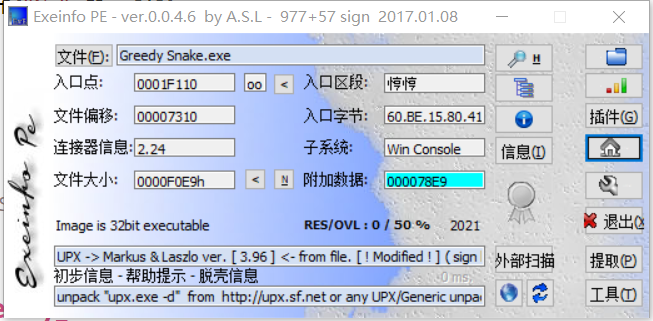 Exeinfo PE - ver.0.0.4.6 by A.S.L - 977+57 sign 2017.01.08
文件(F): Greedy Snake.exe H
入口点: 0001F110 oo < 入口区段: 悙悙
文件偏移: 00007310 入口字节: 60.BE.15.80.41 插件(G)
连接器信息: 2.24 子系统: Win Console 信息(I)
文件大小: 0000F0E9h < N 附加数据: 000078E9
Image is 32bit executable RES/OVL : 0 / 50 % 2021 退出(X
UPX -> Markus & Laszlo ver. [ 3.96 ] <- from file. [ ! Modified ! ] ( sign 外部扫描 提取(P)
初步信息 - 帮助提示 - 脱壳信息 0 ms.
unpack "upx.exe -d" from http://upx.sf.net or any UPX/Generic unpa 工具(T)
Exeinfo Pe